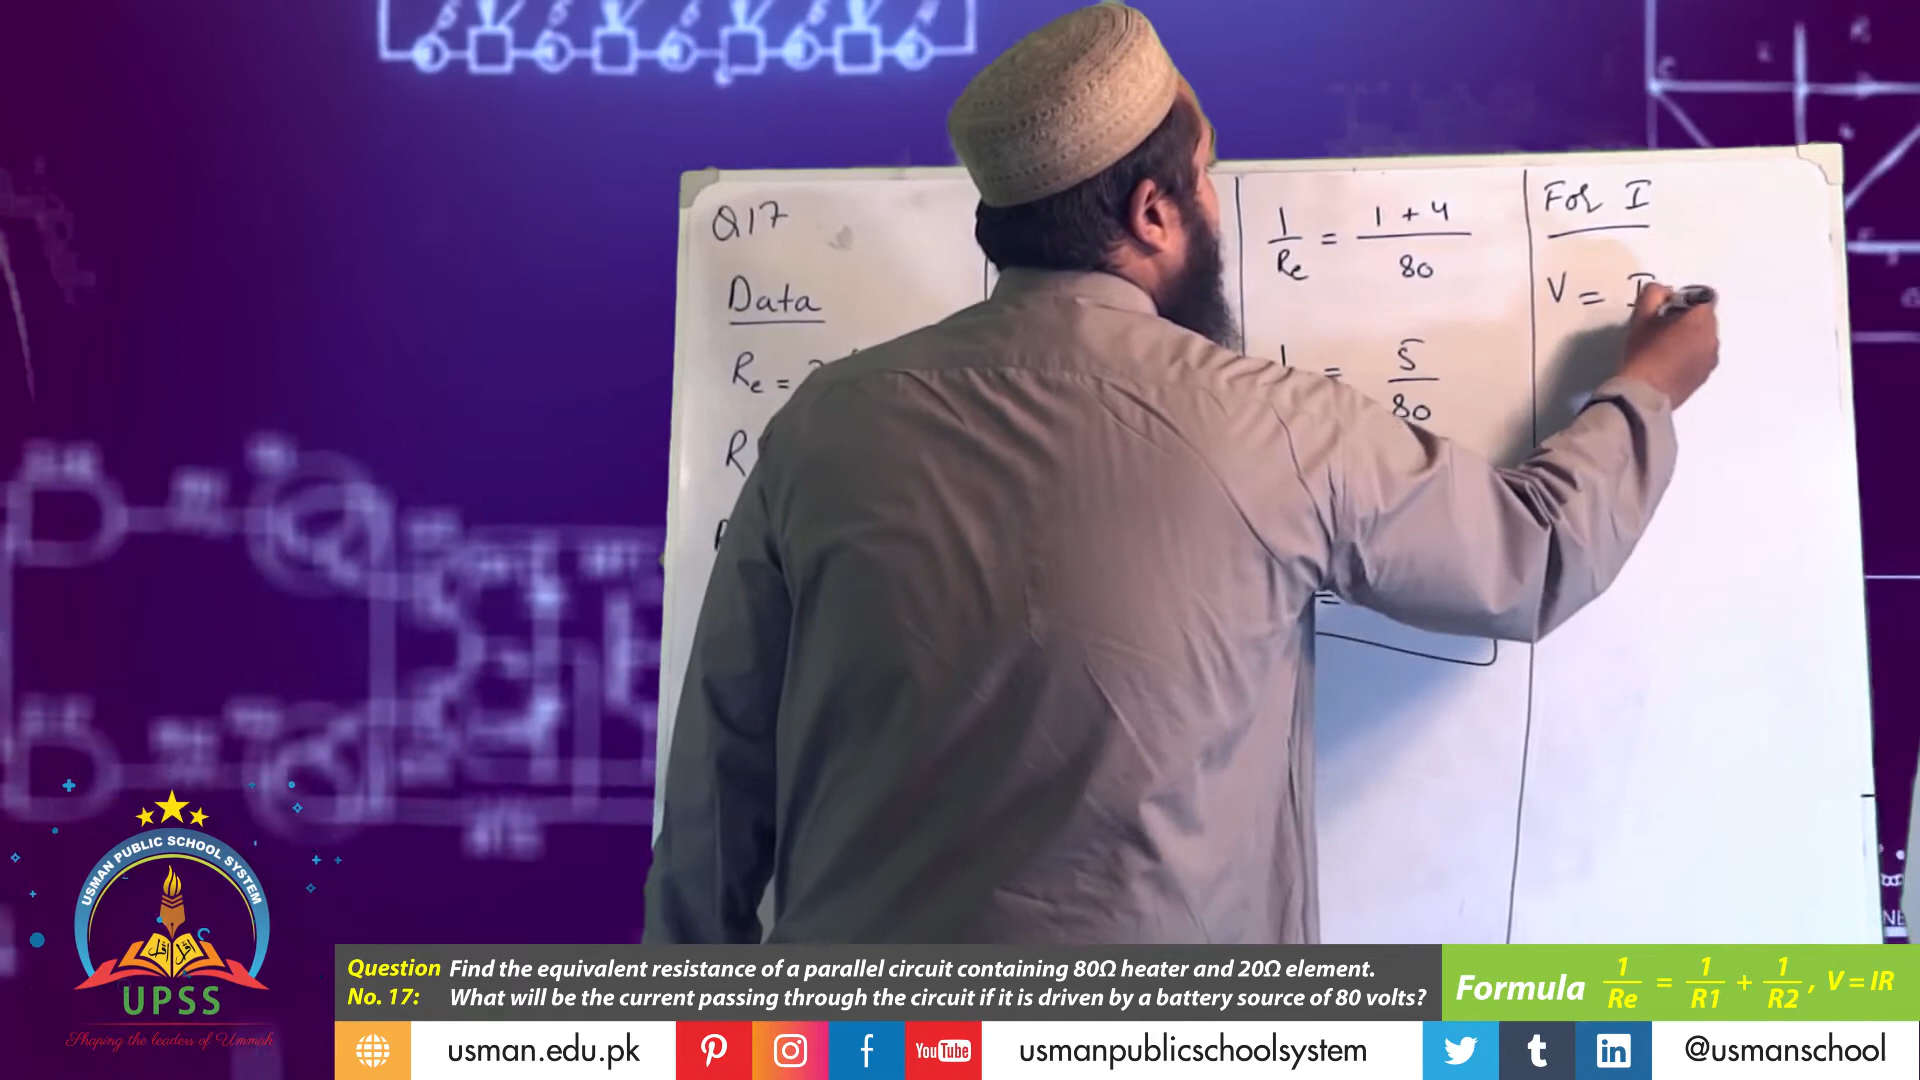 Q17
Data
Re =
R
1/Re = 1 + 4/80
= 5/80
=
For I
V = I
USMAN PUBLIC SCHOOL SYSTEM
UPSS
Shaping the leaders of Ummah
Question No. 17: Find the equivalent resistance of a parallel circuit containing 80Ω heater and 20Ω element.
What will be the current passing through the circuit if it is driven by a battery source of 80 volts?
Formula 1/Re = 1/R1 + 1/R2 , V = IR
usman.edu.pk
YouTube
usmanpublicschoolsystem
@usmanschool